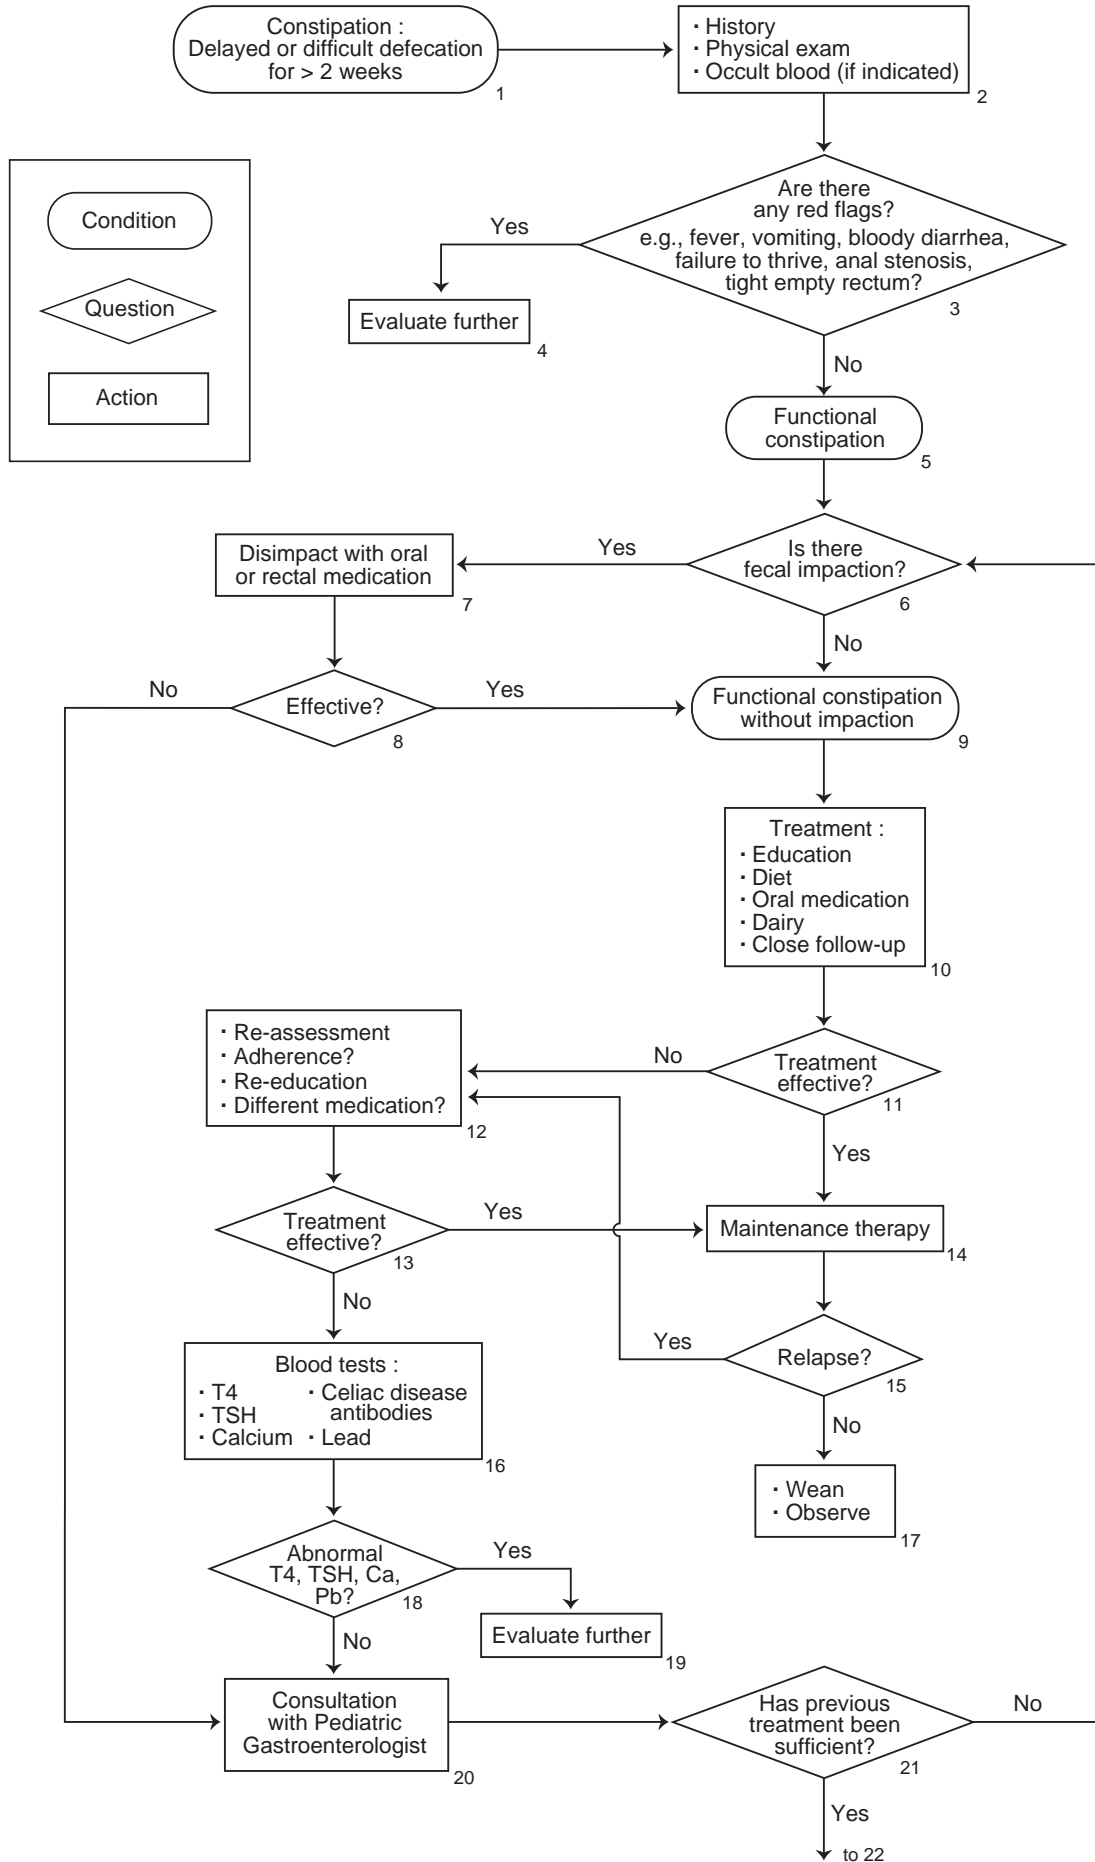 Constipation :
Delayed or difficult defecation
for > 2 weeks
1
· History
· Physical exam
· Occult blood (if indicated)
2
Condition
Question
Action
Are there
any red flags?
e.g., fever, vomiting, bloody diarrhea,
failure to thrive, anal stenosis,
tight empty rectum?
3
Yes
Evaluate further
4
No
Functional
constipation
5
Is there
fecal impaction?
6
Yes
Disimpact with oral
or rectal medication
7
No
No
Effective?
8
Yes
Functional constipation
without impaction
9
Treatment :
· Education
· Diet
· Oral medication
· Dairy
· Close follow-up
10
Treatment
effective?
11
No
· Re-assessment
· Adherence?
· Re-education
· Different medication?
12
Yes
Treatment
effective?
13
Yes
Maintenance therapy
14
No
Relapse?
15
Yes
Blood tests :
· T4
· TSH
· Calcium
· Celiac disease
antibodies
· Lead
16
No
· Wean
· Observe
17
Abnormal
T4, TSH, Ca,
Pb?
18
Yes
Evaluate further
19
No
Consultation
with Pediatric
Gastroenterologist
20
Has previous
treatment been
sufficient?
21
No
Yes
to 22